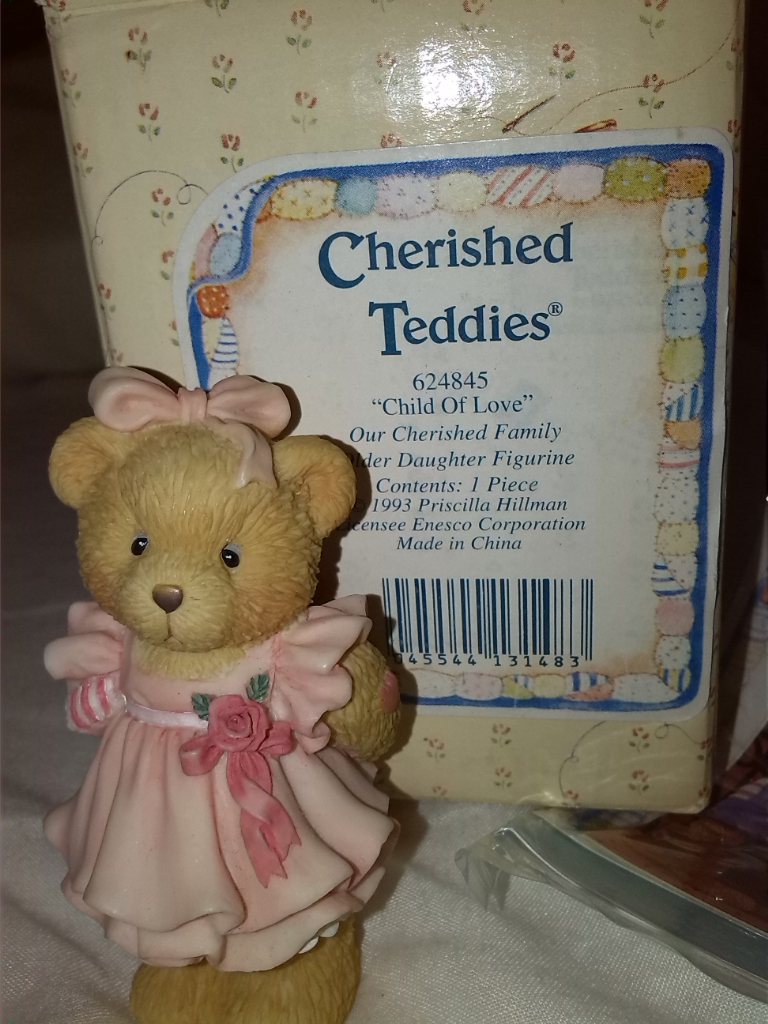 Cherished
Teddies®
624845
“Child Of Love”
Our Cherished Family
Daughter Figurine
Contents: 1 Piece
© 1993 Priscilla Hillman
Enesco Corporation
Made in China
045544 131483